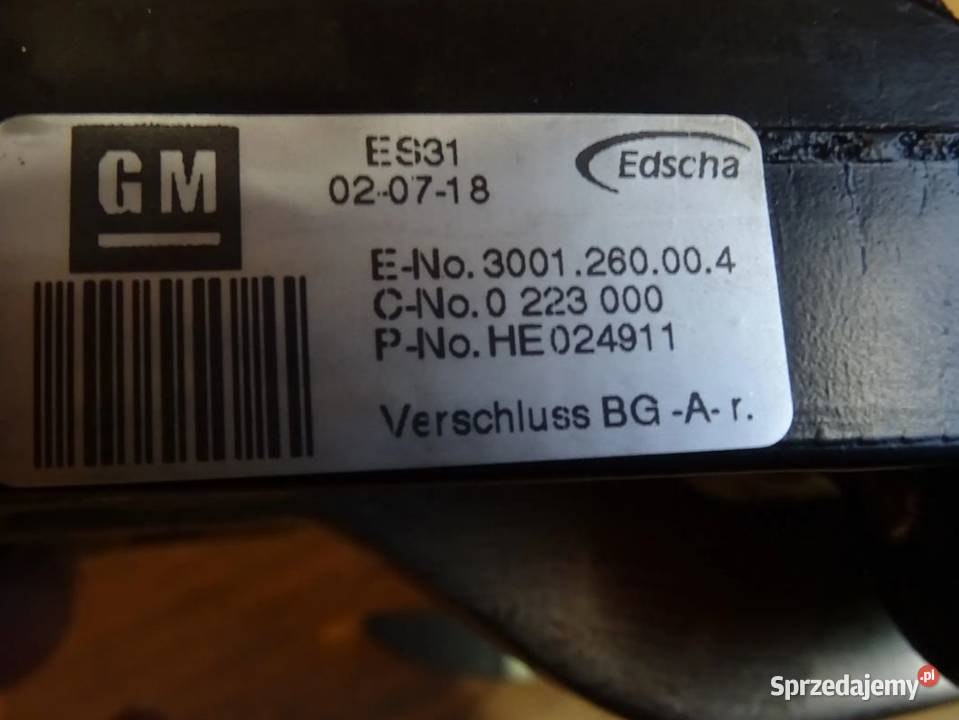 GM
ES31
02-07-18
Edscha
E-No. 3001.260.00.4
C-No. 0 223 000
P-No. HE024911
Verschluss BG -A- r.
Sprzedajemy.pl